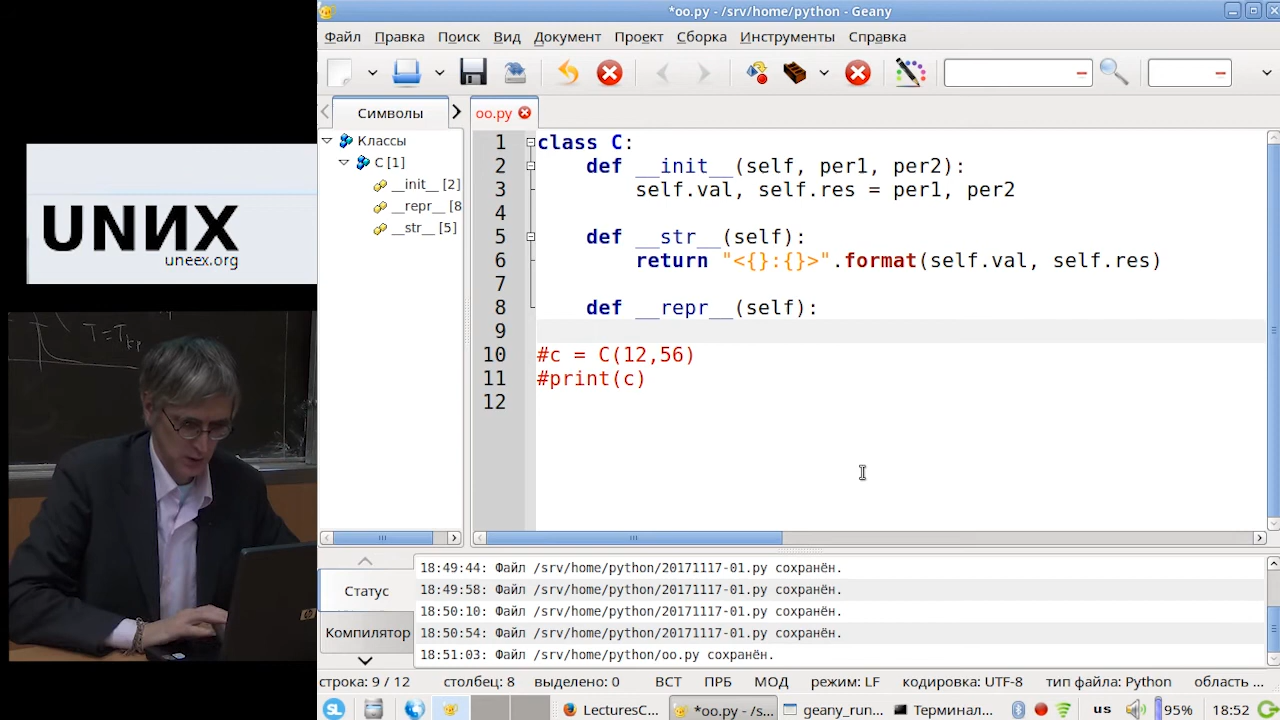 *oo.py - /srv/home/python - Geany
Файл Правка Поиск Вид Документ Проект Сборка Инструменты Справка
Символы
oo.py
Классы
C [1]
__init__ [2]
__repr__ [8
__str__ [5]
1 class C:
2 def __init__(self, per1, per2):
3 self.val, self.res = per1, per2
4
5 def __str__(self):
6 return "<{}:{}>".format(self.val, self.res)
7
8 def __repr__(self):
9
10 #c = C(12,56)
11 #print(c)
12
UNИX
uneex.org
T=T
Статус
Компилятор
18:49:44: Файл /srv/home/python/20171117-01.py сохранён.
18:49:58: Файл /srv/home/python/20171117-01.py сохранён.
18:50:10: Файл /srv/home/python/20171117-01.py сохранён.
18:50:54: Файл /srv/home/python/20171117-01.py сохранён.
18:51:03: Файл /srv/home/python/oo.py сохранён.
строка: 9 / 12 столбец: 8 выделено: 0 ВСТ ПРБ МОД режим: LF кодировка: UTF-8 тип файла: Python область ...
SL LecturesC... *oo.py - /s... geany_run... Терминал... us 95% 18:52